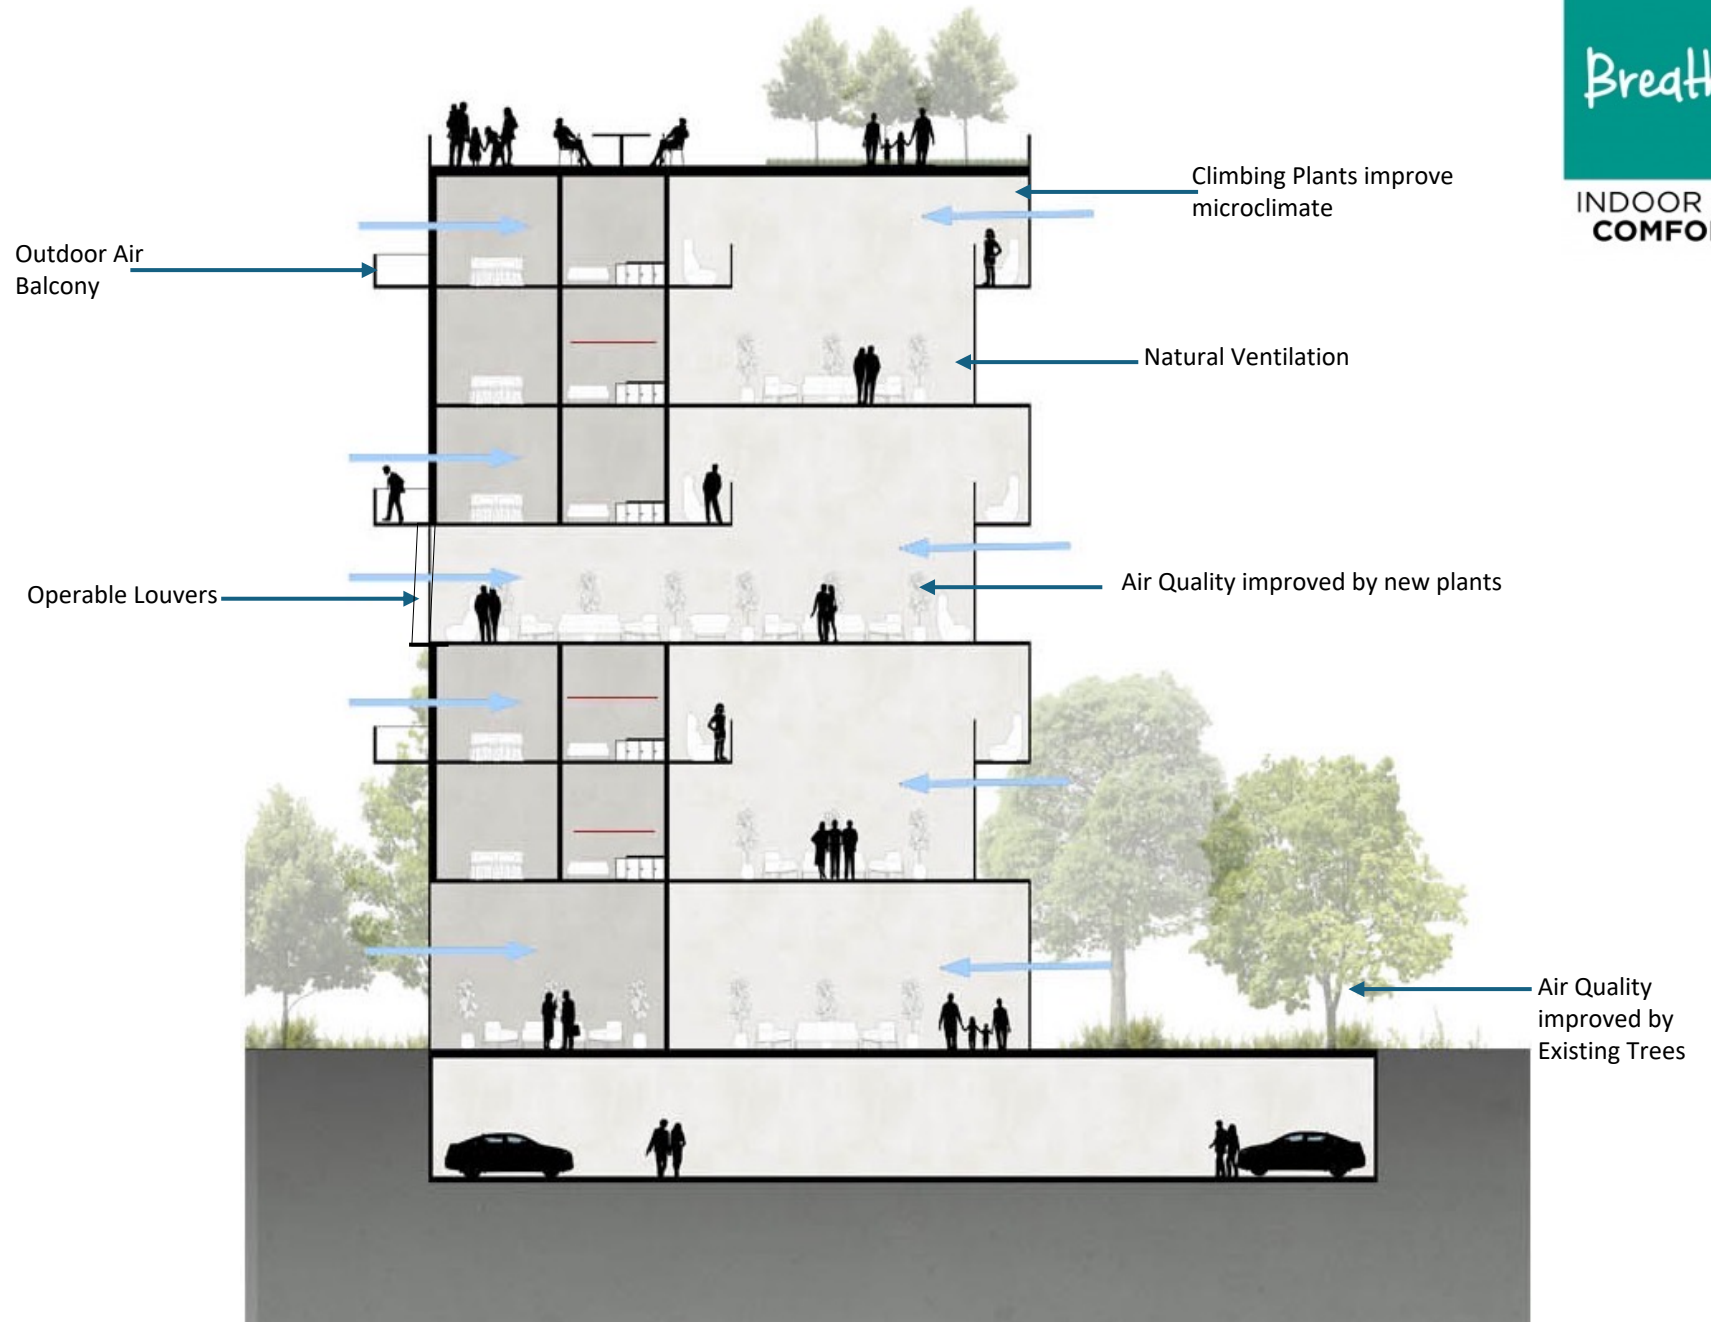 Climbing Plants improve
microclimate
INDOOR
Outdoor Air
Balcony
Natural Ventilation
Operable Louvers
Air Quality improved by new plants
Air Quality
improved by
Existing Trees